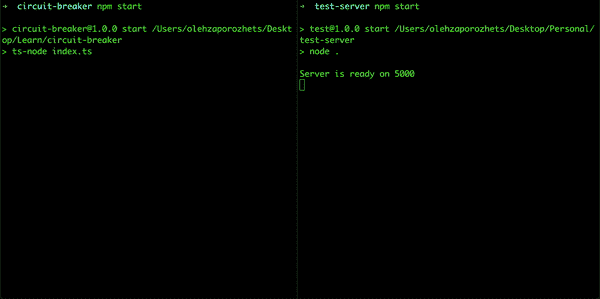 → circuit-breaker npm start
> circuit-breaker@1.0.0 start /Users/olehzaporozhets/Deskt
op/Learn/circuit-breaker
> ts-node index.ts
→ test-server npm start
> test@1.0.0 start /Users/olehzaporozhets/Desktop/Personal/
test-server
> node .
Server is ready on 5000